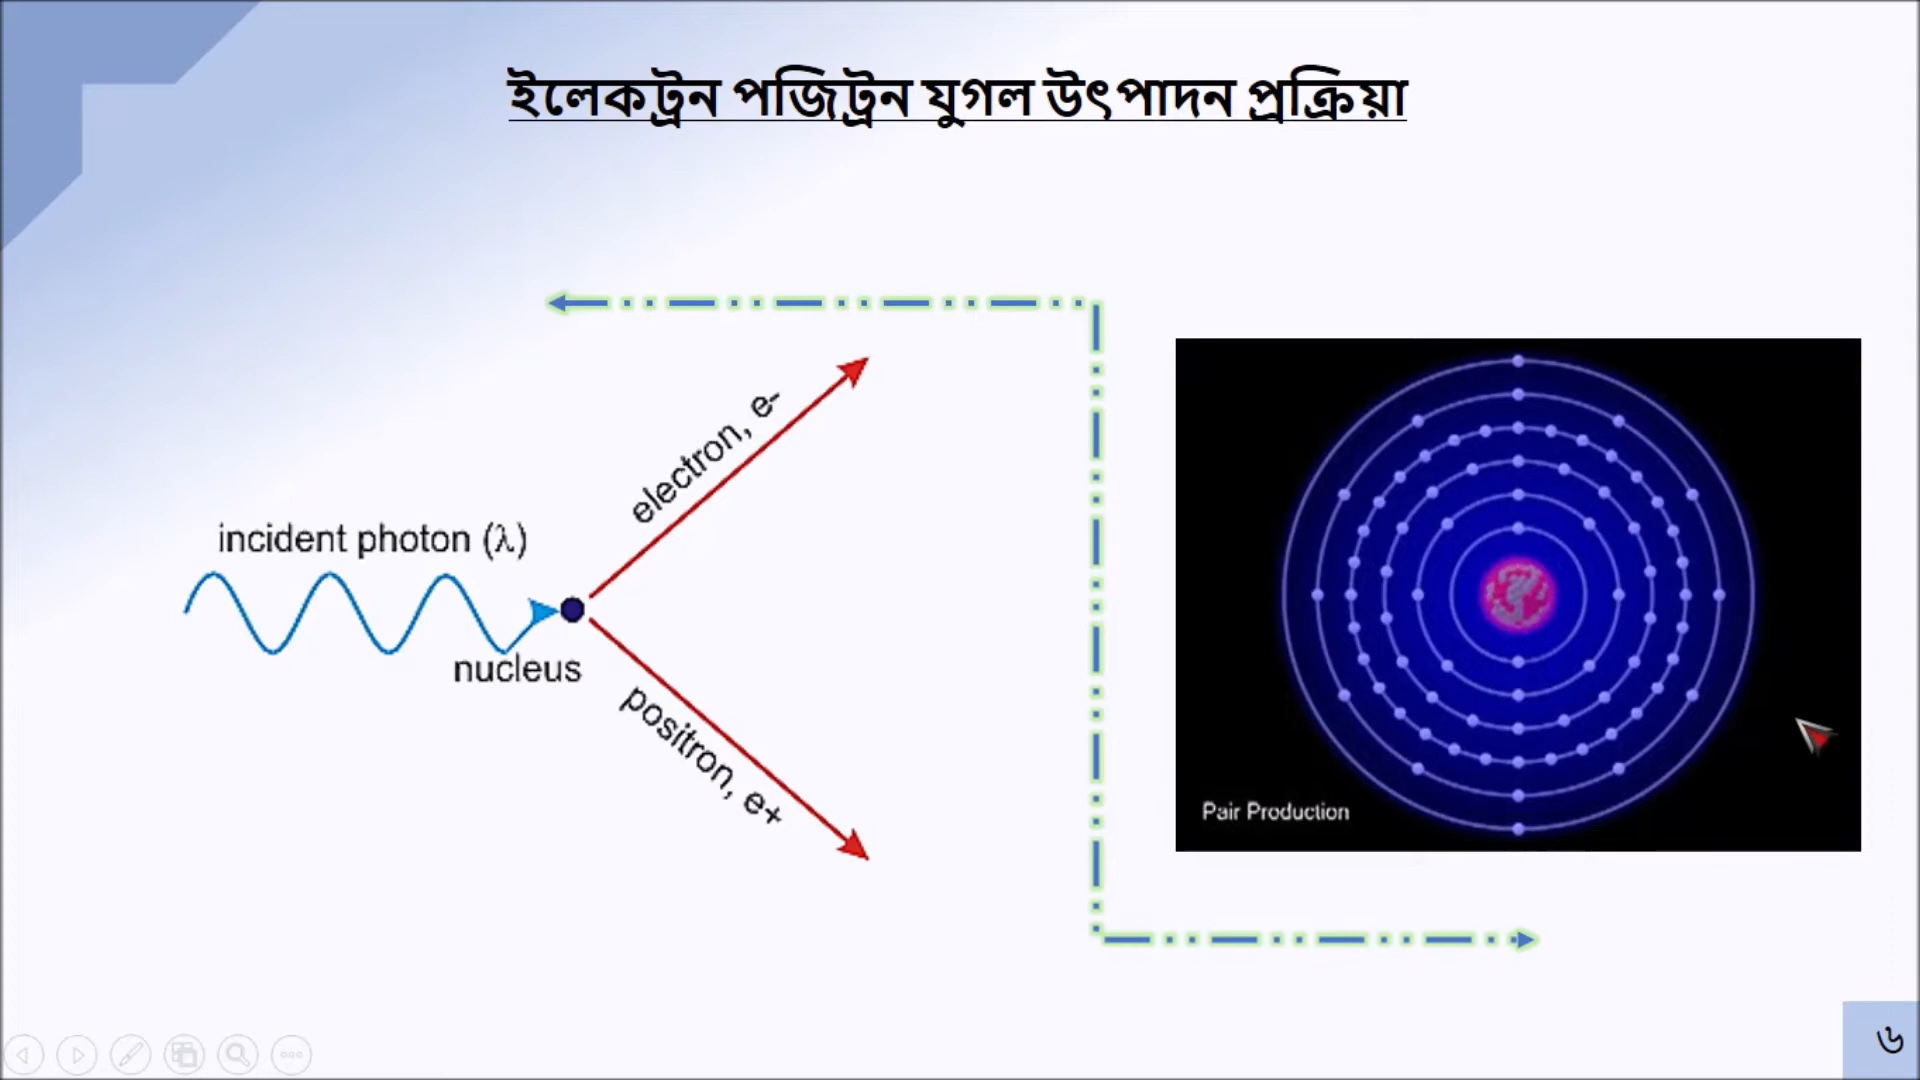 ইলেকট্রন পজিট্রন যুগল উৎপাদন প্রক্রিয়া
electron, e-
incident photon (λ)
nucleus
positron, e+
Pair Production
৬